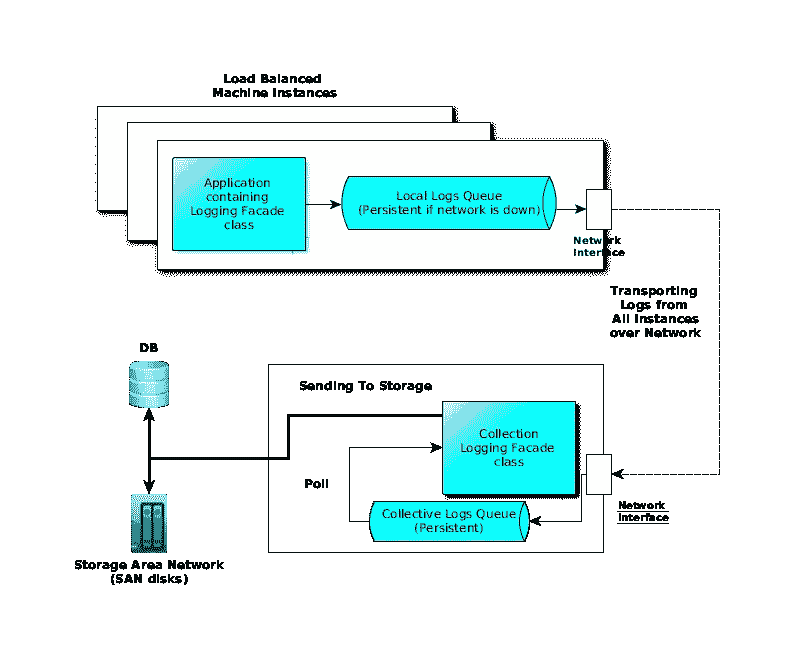 Load Balanced
Machine Instances
Application
containing
Logging Facade
class
Local Logs Queue
(Persistent if network is down)
Network
Interface
Transporting
Logs from
All Instances
over Network
DB
Sending To Storage
Collection
Logging Facade
class
Poll
Collective Logs Queue
(Persistent)
Network
Interface
Storage Area Network
(SAN disks)